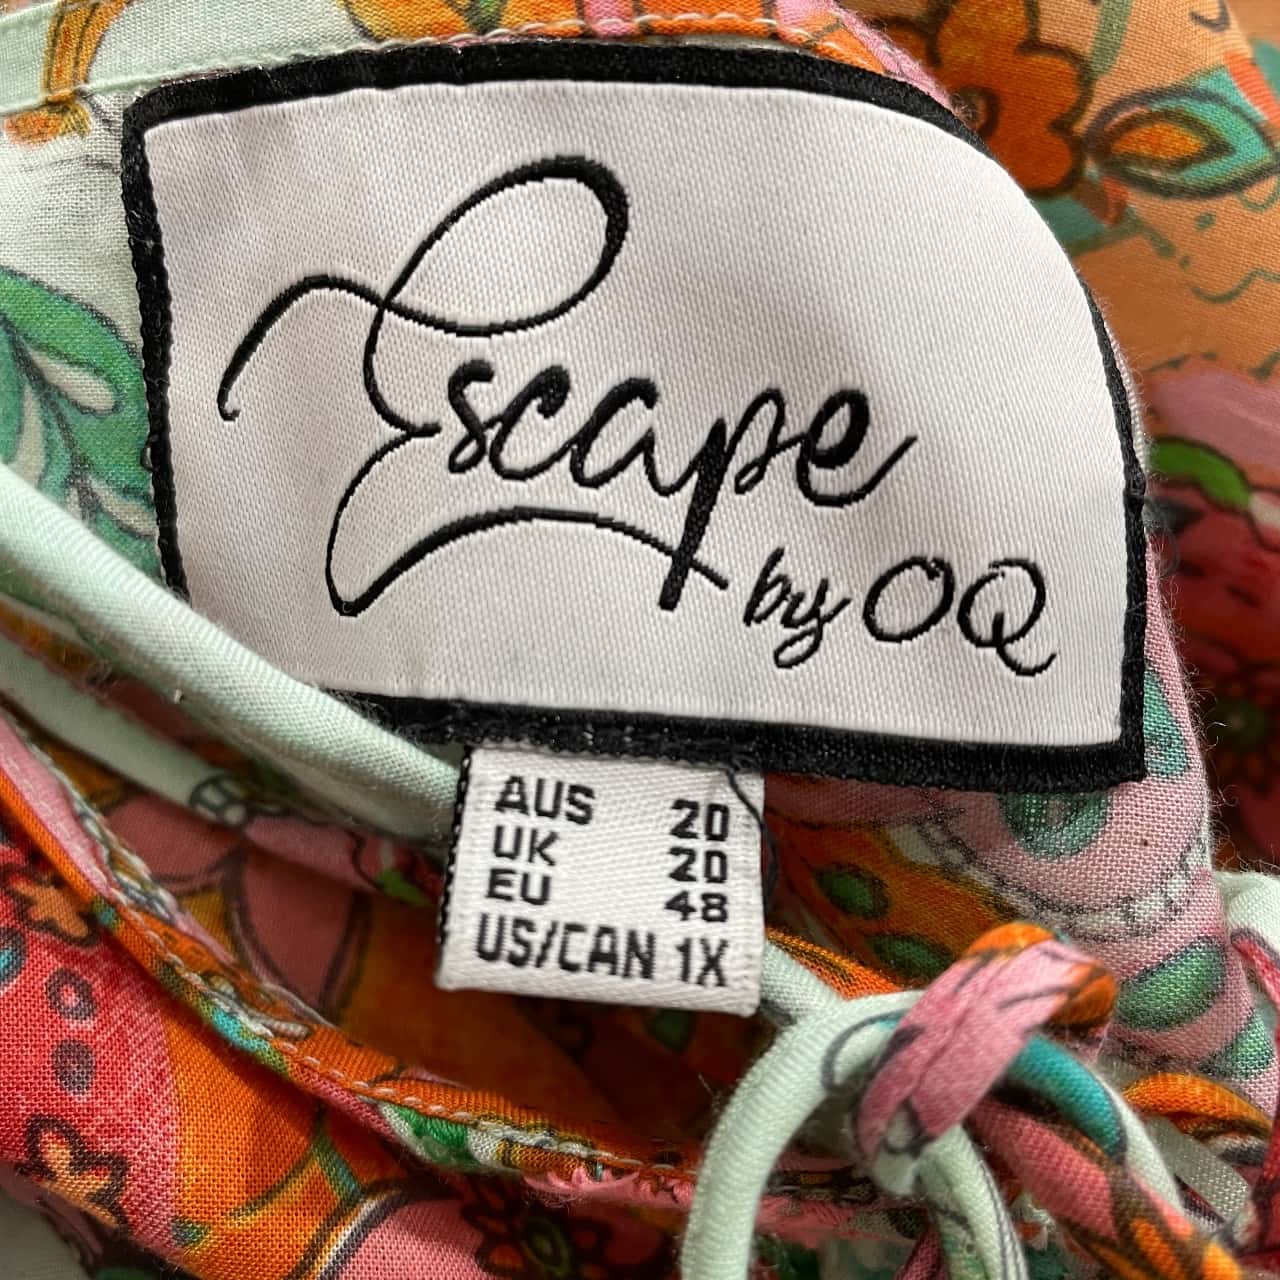 Escape
by OQ
AUS 20
UK 20
EU 48
US/CAN 1X